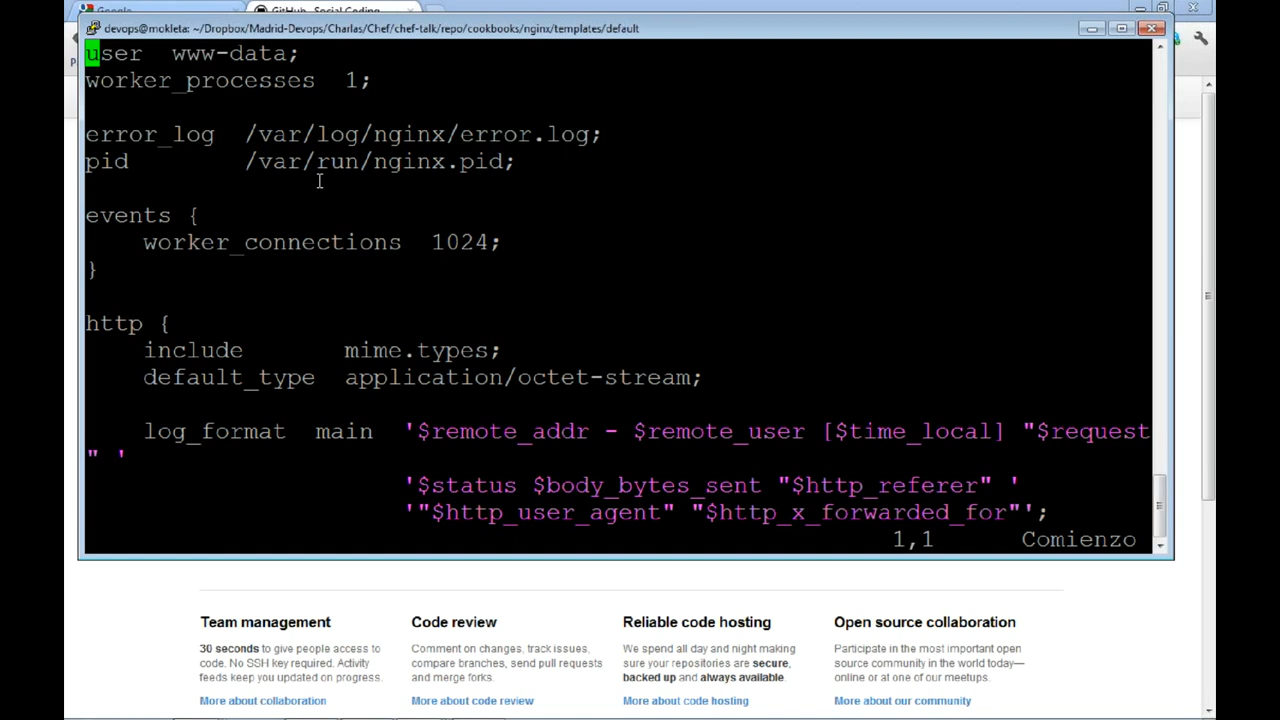 Google
GitHub - Social Coding
devops@mokleta: ~/Dropbox/Madrid-Devops/Charlas/Chef/chef-talk/repo/cookbooks/nginx/templates/default
user  www-data;
worker_processes  1;
error_log  /var/log/nginx/error.log;
pid        /var/run/nginx.pid;
events {
    worker_connections  1024;
}
http {
    include       mime.types;
    default_type  application/octet-stream;
    log_format  main  '$remote_addr - $remote_user [$time_local] "$request
" '
                      '$status $body_bytes_sent "$http_referer" '
                      '"$http_user_agent" "$http_x_forwarded_for"';
1,1 Comienzo
Team management
30 seconds to give people access to
code. No SSH key required. Activity
feeds keep you updated on progress.
More about collaboration
Code review
Comment on changes, track issues,
compare branches, send pull requests
and merge forks.
More about code review
Reliable code hosting
We spend all day and night making
sure your repositories are secure,
backed up and always available.
More about code hosting
Open source collaboration
Participate in the most important open
source community in the world today—
online or at one of our meetups.
More about our community